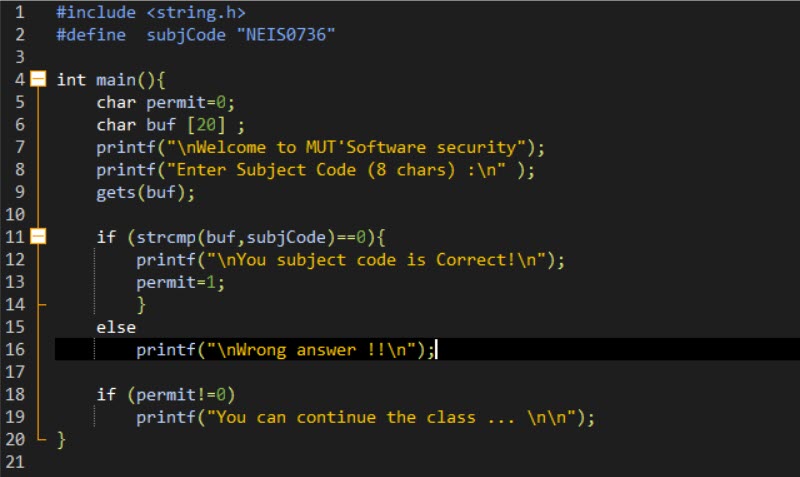 1 #include <string.h>
2 #define  subjCode "NEIS0736"
3
4 int main(){
5 char permit=0;
6 char buf [20] ;
7 printf("\nWelcome to MUT'Software security");
8 printf("Enter Subject Code (8 chars) :\n" );
9 gets(buf);
10
11 if (strcmp(buf,subjCode)==0){
12 printf("\nYou subject code is Correct!\n");
13 permit=1;
14 }
15 else
16 printf("\nWrong answer !!\n");
17
18 if (permit!=0)
19 printf("You can continue the class ... \n\n");
20 }
21